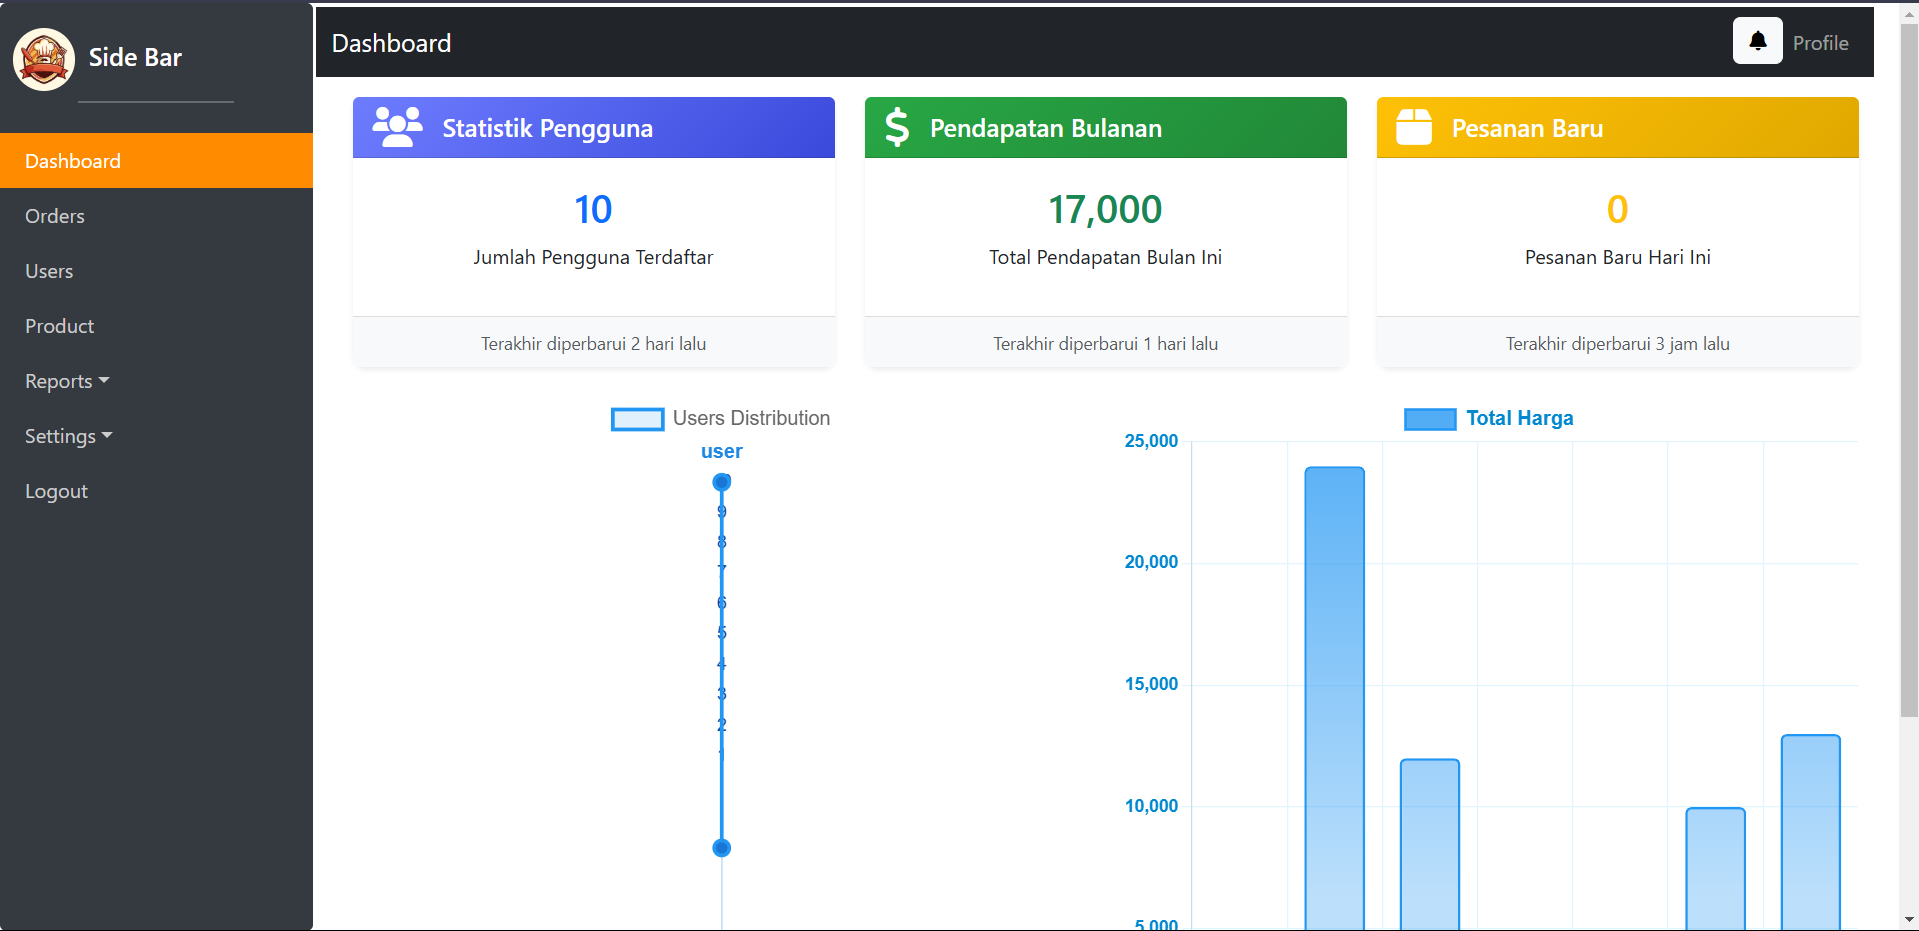 Side Bar
Dashboard
Orders
Users
Product
Reports
Settings
Logout
Dashboard
Profile
Statistik Pengguna
10
Jumlah Pengguna Terdaftar
Terakhir diperbarui 2 hari lalu
Pendapatan Bulanan
17,000
Total Pendapatan Bulan Ini
Terakhir diperbarui 1 hari lalu
Pesanan Baru
0
Pesanan Baru Hari Ini
Terakhir diperbarui 3 jam lalu
Users Distribution
user
9
8
7
6
5
4
3
2
1
Total Harga
25,000
20,000
15,000
10,000
5,000